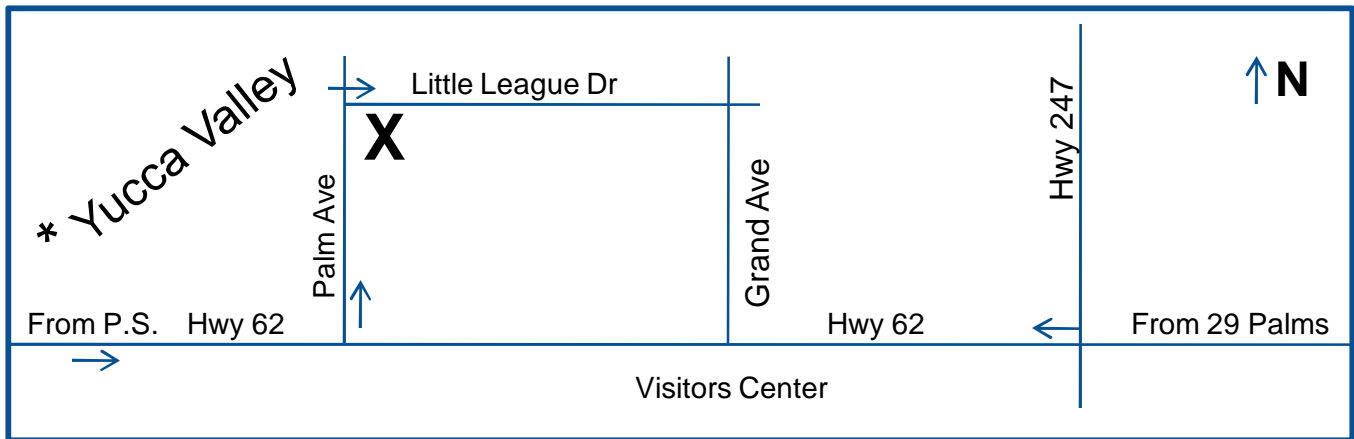 * Yucca Valley
Little League Dr
X
Palm Ave
Grand Ave
Hwy 247
N
From P.S. Hwy 62
Hwy 62
From 29 Palms
Visitors Center